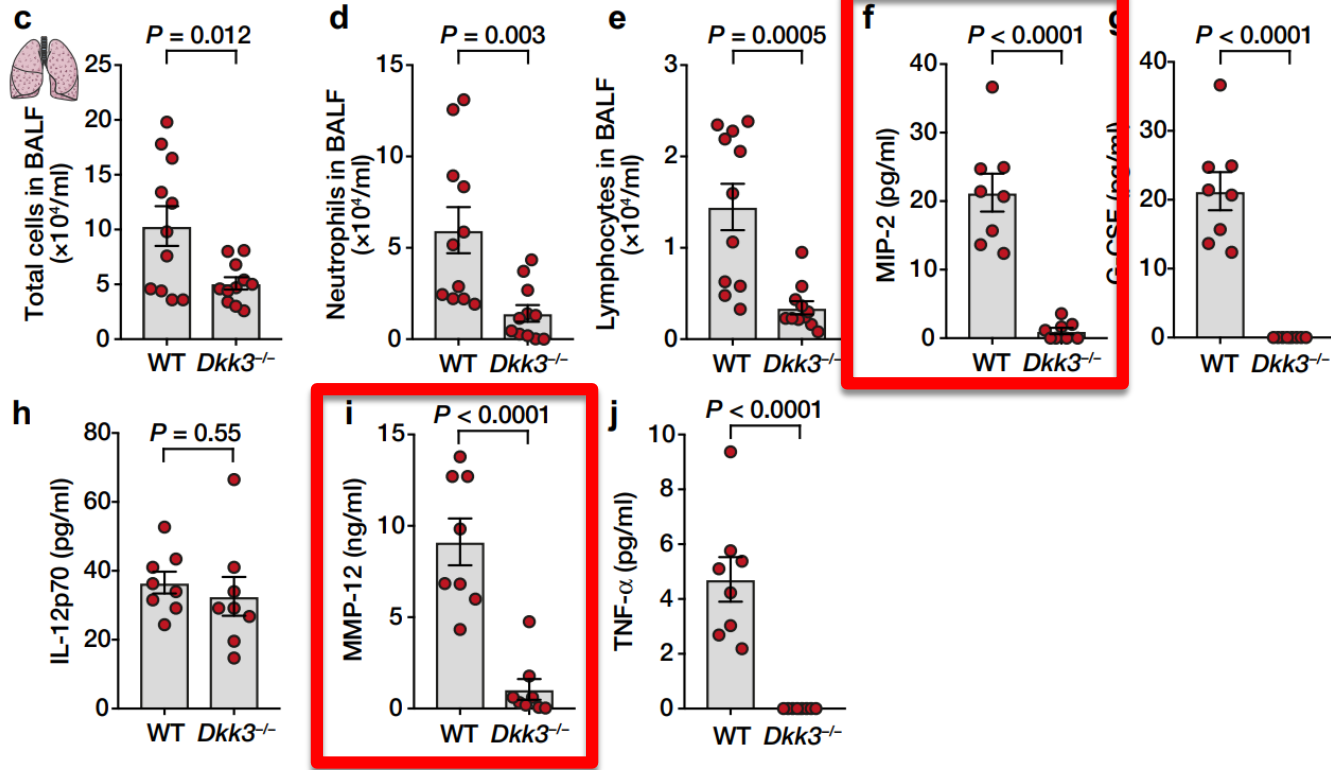 c
P = 0.012
Total cells in BALF
(×10⁴/ml)
25
20
15
10
5
0
WT Dkk3⁻/⁻
d
P = 0.003
Neutrophils in BALF
(×10⁴/ml)
15
10
5
0
WT Dkk3⁻/⁻
e
P = 0.0005
Lymphocytes in BALF
(×10⁴/ml)
3
2
1
0
WT Dkk3⁻/⁻
f
P < 0.0001
MIP-2 (pg/ml)
40
30
20
10
0
WT Dkk3⁻/⁻
g
P < 0.0001
G-CSF (pg/ml)
40
30
20
10
0
WT Dkk3⁻/⁻
h
P = 0.55
IL-12p70 (pg/ml)
80
60
40
20
0
WT Dkk3⁻/⁻
i
P < 0.0001
MMP-12 (ng/ml)
15
10
5
0
WT Dkk3⁻/⁻
j
P < 0.0001
TNF-α (pg/ml)
10
8
6
4
2
0
WT Dkk3⁻/⁻